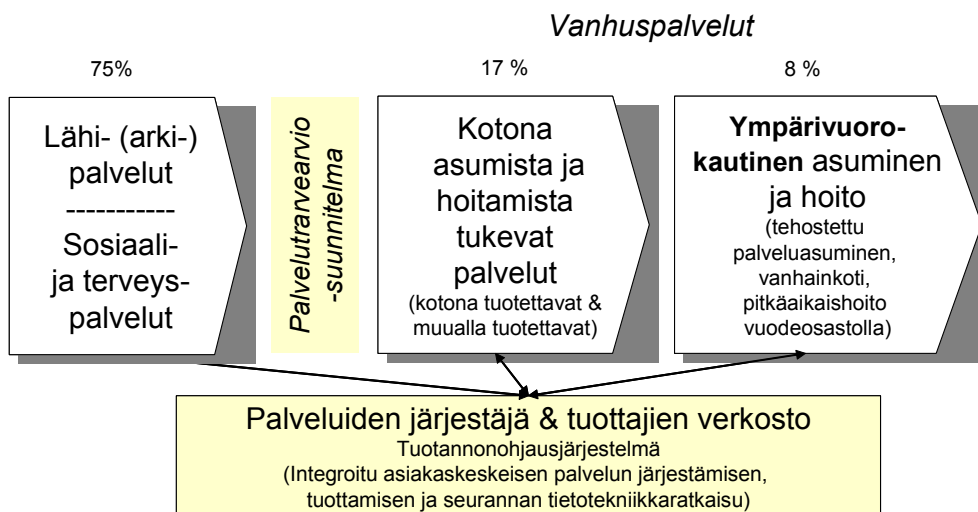 Vanhuspalvelut
75%
17 %
8 %
Lähi- (arki-)
palvelut
-----------
Sosiaali-
ja terveys-
palvelut
Palvelutrarvearvio
-suunnitelma
Kotona
asumista ja
hoitamista
tukevat
palvelut
(kotona tuotettavat &
muualla tuotettavat)
Ympärivuoro-
kautinen asuminen
ja hoito
(tehostettu
palveluasuminen,
vanhainkoti,
pitkäaikaishoito
vuodeosastolla)
Palveluiden järjestäjä & tuottajien verkosto
Tuotannonohjausjärjestelmä
(Integroitu asiakaskeskeisen palvelun järjestämisen,
tuottamisen ja seurannan tietotekniikkaratkaisu)